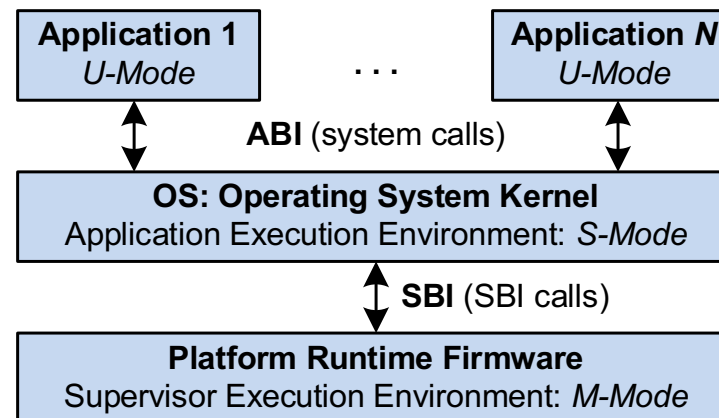 Application 1
U-Mode
. . .
Application N
U-Mode
ABI (system calls)
OS: Operating System Kernel
Application Execution Environment: S-Mode
SBI (SBI calls)
Platform Runtime Firmware
Supervisor Execution Environment: M-Mode